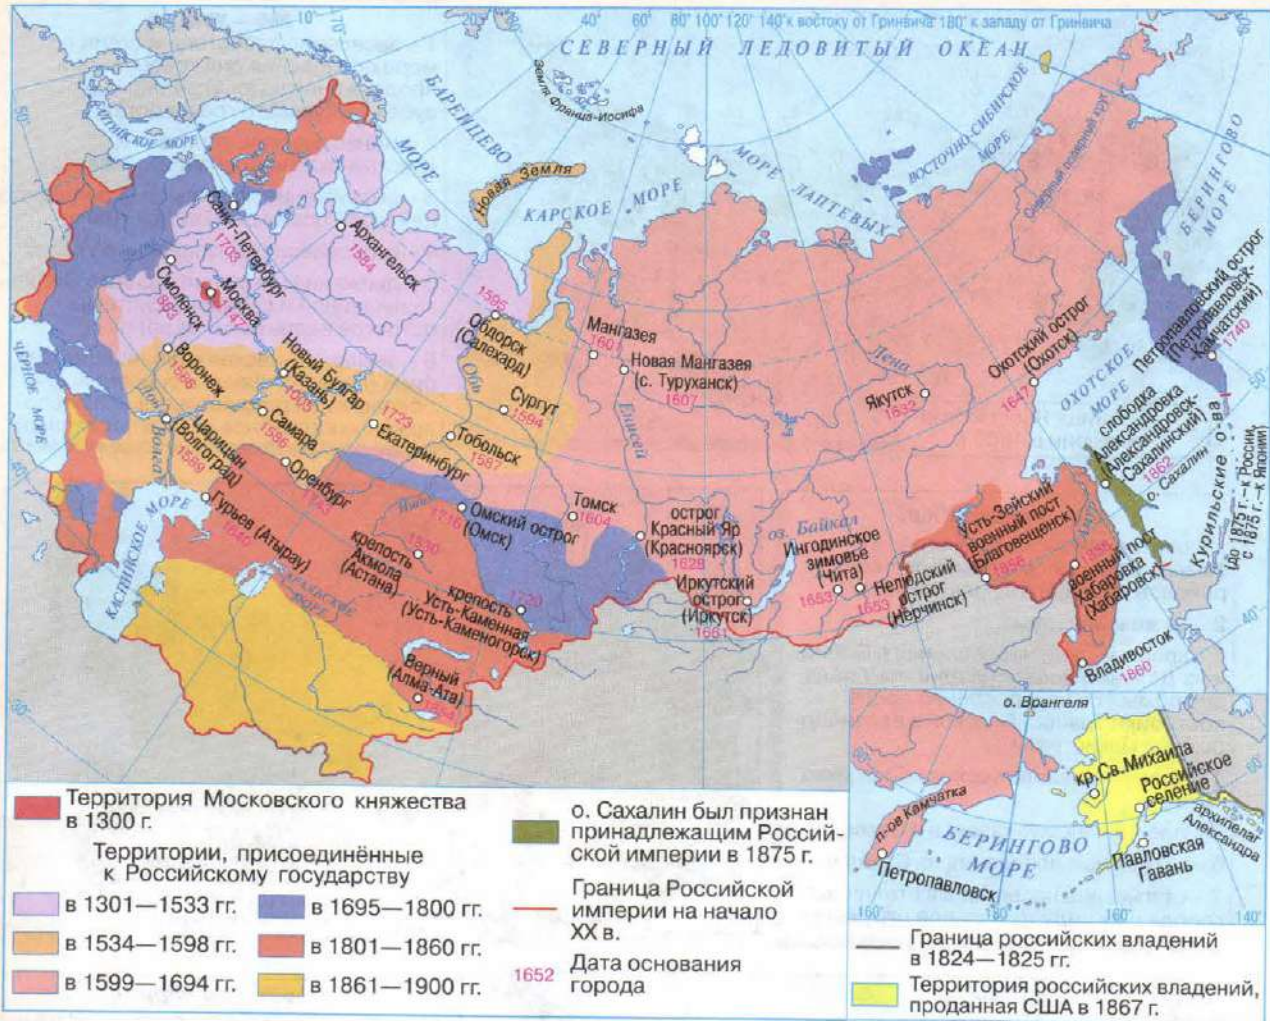 10°
20°
40° 60° 80° 100° 120° 140° к востоку от Гринвича 180° к западу от Гринвича
СЕВЕРНЫЙ ЛЕДОВИТЫЙ ОКЕАН
Земля Франца-Иосифа
БАРЕНЦЕВО
МОРЕ
БАЛТИЙСКОЕ МОРЕ
Новая Земля
КАРСКОЕ МОРЕ
МОРЕ ЛАПТЕВЫХ
ВОСТОЧНО-СИБИРСКОЕ
МОРЕ
Северный полярный круг
БЕРИНГОВО
МОРЕ
Санкт-Петербург
1703
Архангельск
1584
Смоленск
863
Москва
1147
Обдорск
(Салехард)
1595
Мангазея
1601
Новая Мангазея
(с. Туруханск)
1607
Лена
Якутск
1632
Охотский острог
(Охотск)
1647
ОХОТСКОЕ
МОРЕ
Петропавловский острог
(Петропавловск-
Камчатский)
1740
Воронеж
1586
Новый Булгар
(Казань)
1005
Обь
Сургут
1594
Енисей
ЧЁРНОЕ МОРЕ
Дон
Волга
Царицын
(Волгоград)
1589
Самара
1586
1723
Екатеринбург
Тобольск
1587
слободка
Александровка
(Александровск-
Сахалинский)
1862
о. Сахалин
Курильские о-ва
(до 1875 г.–к России,
с 1875 г.–к Японии)
Оренбург
1743
Гурьев (Атырау)
1640
КАСПИЙСКОЕ МОРЕ
Аральское
МОРЕ
крепость
Акмола
(Астана)
1830
1716
Омский острог
(Омск)
Томск
1604
острог
Красный Яр
(Красноярск)
1628
оз. Байкал
Иркутский
острог
(Иркутск)
1661
Ингодинское
зимовье
(Чита)
1653
Нелюдский
острог
(Нерчинск)
1653
Усть-Зейский
военный пост
(Благовещенск)
1856
Амур
военный пост
Хабаровка
(Хабаровск)
1858
Владивосток
1860
крепость
Усть-Каменная
(Усть-Каменогорск)
1720
Верный
(Алма-Ата)
1854
Территория Московского княжества
в 1300 г.
Территории, присоединённые
к Российскому государству
в 1301—1533 гг.
в 1534—1598 гг.
в 1599—1694 гг.
в 1695—1800 гг.
в 1801—1860 гг.
в 1861—1900 гг.
о. Сахалин был признан
принадлежащим Россий-
ской империи в 1875 г.
Граница Российской
империи на начало
XX в.
1652 Дата основания
города
о. Врангеля
п-ов Камчатка
Петропавловск
БЕРИНГОВО
МОРЕ
кр. Св. Михаила
Российское
селение
Павловская
Гавань
архипелаг
Александра
160° 180° 160° 140°
Граница российских владений
в 1824—1825 гг.
Территория российских владений,
проданная США в 1867 г.